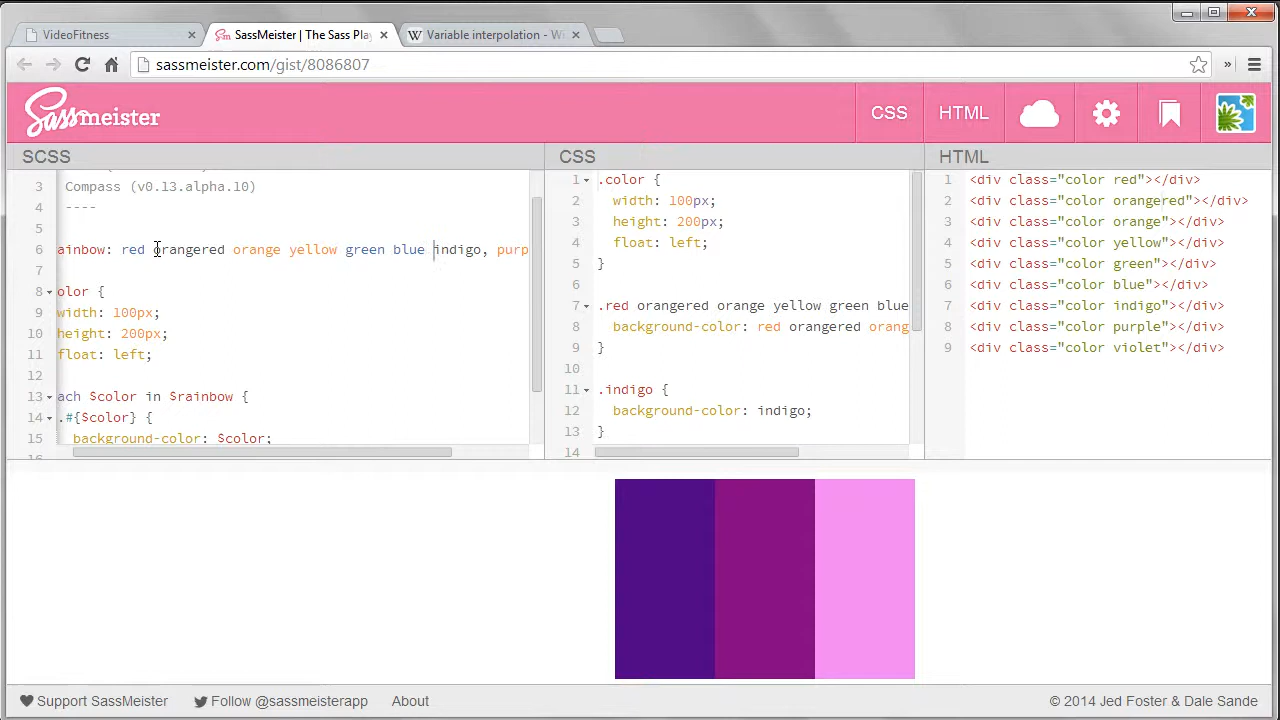 VideoFitness
SassMeister | The Sass Play
Variable interpolation - Wi
sassmeister.com/gist/8086807
Sassmeister
CSS
HTML
SCSS
3 Compass (v0.13.alpha.10)
4 ----
5
6 ainbow: red orangered orange yellow green blue indigo, purp
7
8 olor {
9 width: 100px;
10 height: 200px;
11 float: left;
12
13 ach $color in $rainbow {
14 .#{$color} {
15 background-color: $color;
CSS
1 .color {
2 width: 100px;
3 height: 200px;
4 float: left;
5 }
6
7 .red orangered orange yellow green blue
8 background-color: red orangered orang
9 }
10
11 .indigo {
12 background-color: indigo;
13 }
14
HTML
1 <div class="color red"></div>
2 <div class="color orangered"></div>
3 <div class="color orange"></div>
4 <div class="color yellow"></div>
5 <div class="color green"></div>
6 <div class="color blue"></div>
7 <div class="color indigo"></div>
8 <div class="color purple"></div>
9 <div class="color violet"></div>
Support SassMeister
Follow @sassmeisterapp
About
© 2014 Jed Foster & Dale Sande